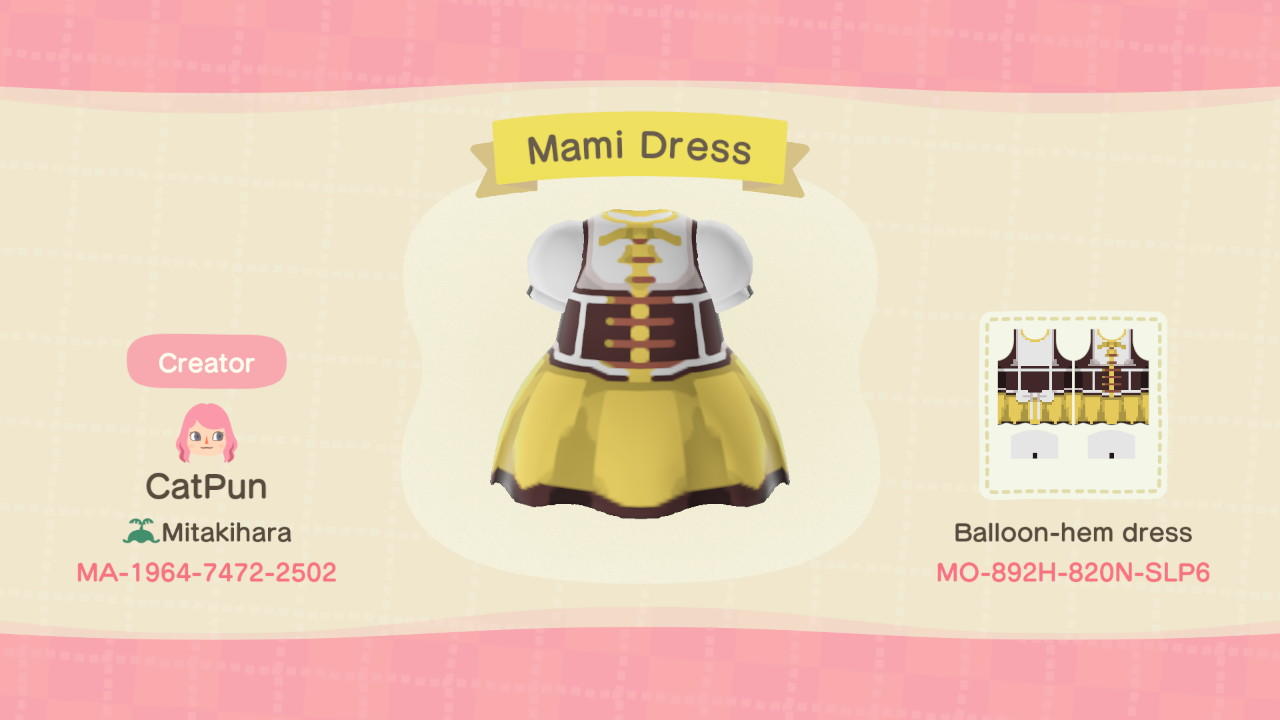 Mami Dress
Creator
CatPun
Mitakihara
MA-1964-7472-2502
Balloon-hem dress
MO-892H-820N-SLP6